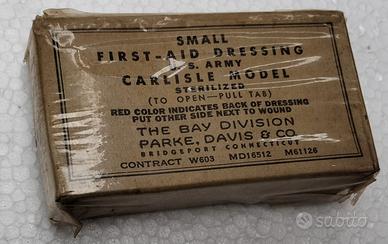 SMALL
FIRST-AID DRESSING
U.S. ARMY
CARLISLE MODEL
STERILIZED
(TO OPEN—PULL TAB)
RED COLOR INDICATES BACK OF DRESSING
PUT OTHER SIDE NEXT TO WOUND
THE BAY DIVISION
PARKE, DAVIS & CO.
BRIDGEPORT CONNECTICUT
CONTRACT W603 MD16512 M61126
subito